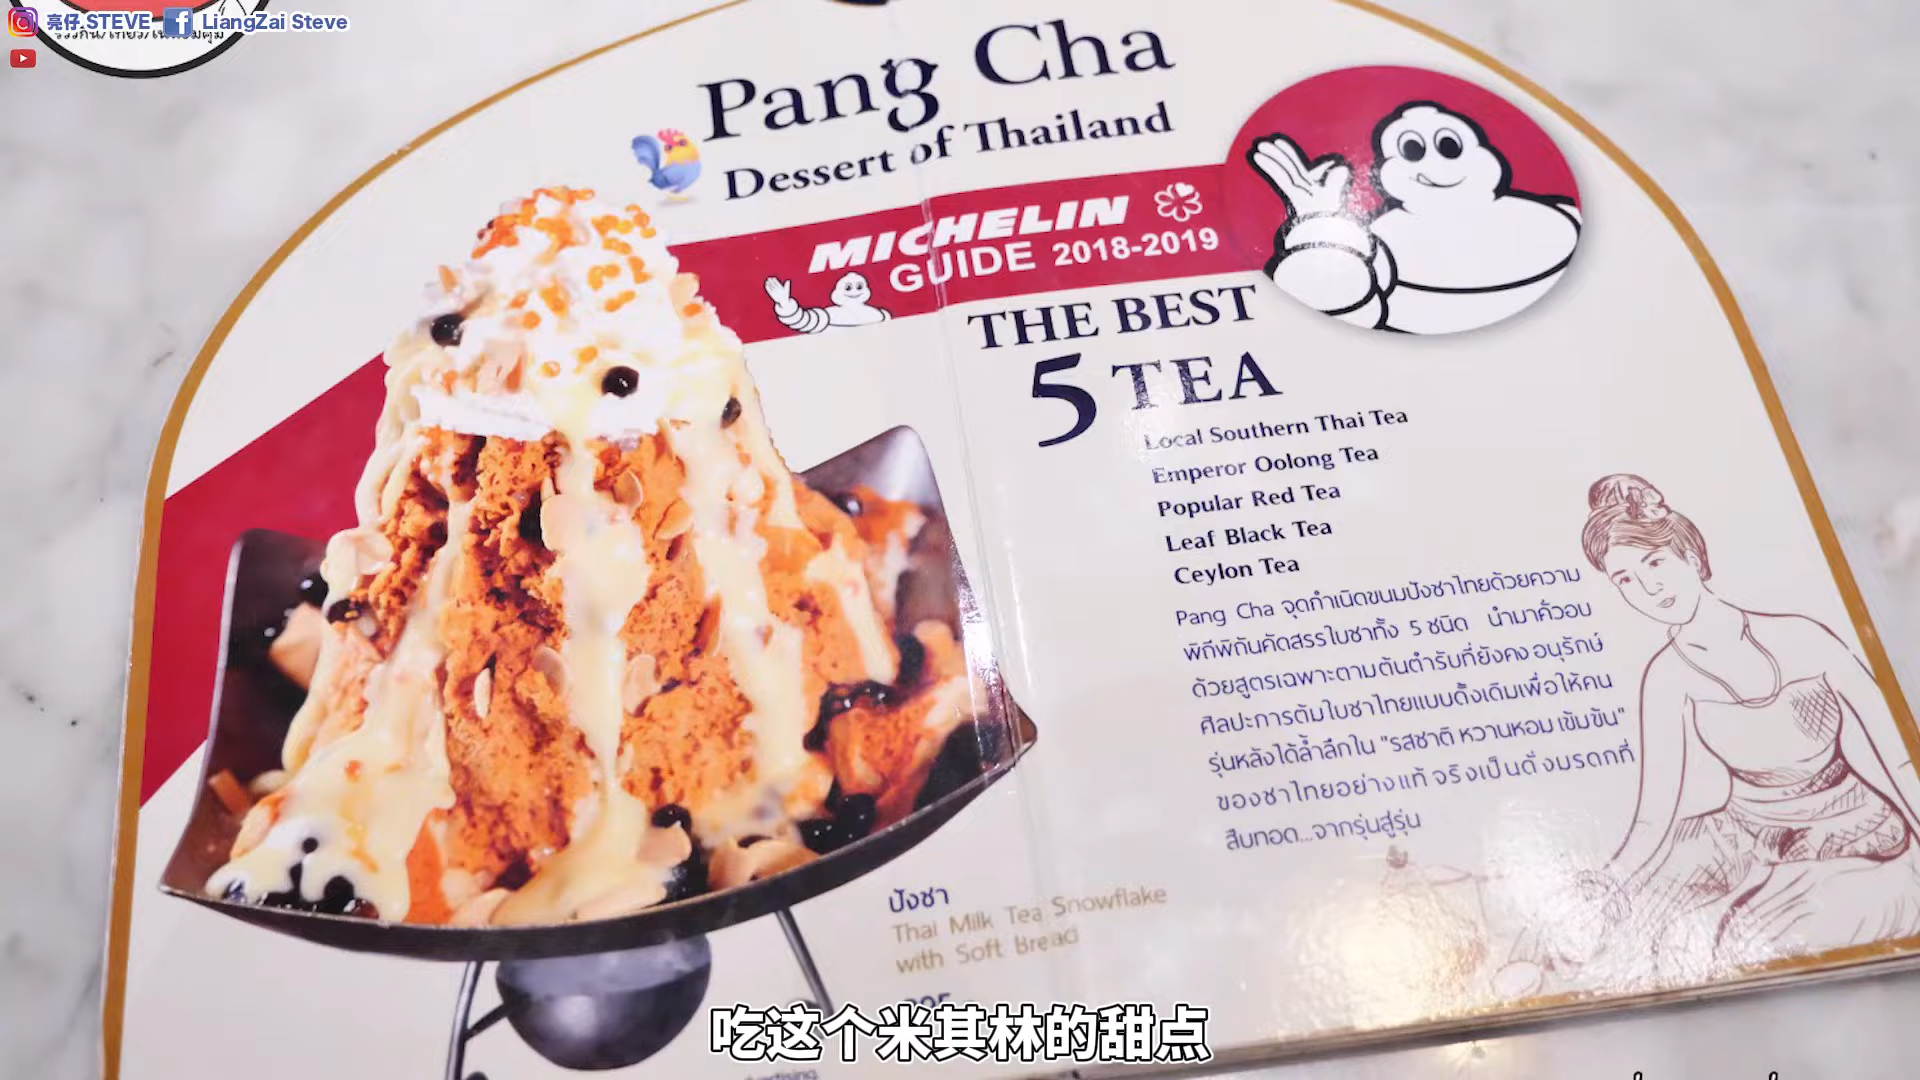 亮仔.STEVE LiangZai Steve
Pang Cha
Dessert of Thailand
MICHELIN
GUIDE 2018-2019
THE BEST
5 TEA
Local Southern Thai Tea
Emperor Oolong Tea
Popular Red Tea
Leaf Black Tea
Ceylon Tea
Pang Cha จุดกำเนิดขนมปังชาไทยด้วยความ
พิถีพิถันคัดสรรใบชาทั้ง 5 ชนิด นำมาคั่วอบ
ด้วยสูตรเฉพาะตามต้นตำรับที่ยังคงอนุรักษ์
ศิลปะการต้มใบชาไทยแบบดั้งเดิมเพื่อให้คน
รุ่นหลังได้ล้ำลึกใน "รสชาติ หวานหอม เข้มข้น"
ของชาไทยอย่างแท้จริงเป็นดั่งมรดกที่
สืบทอด...จากรุ่นสู่รุ่น
ปังชา
Thai Milk Tea Snowflake
with Soft Bread
吃这个米其林的甜点